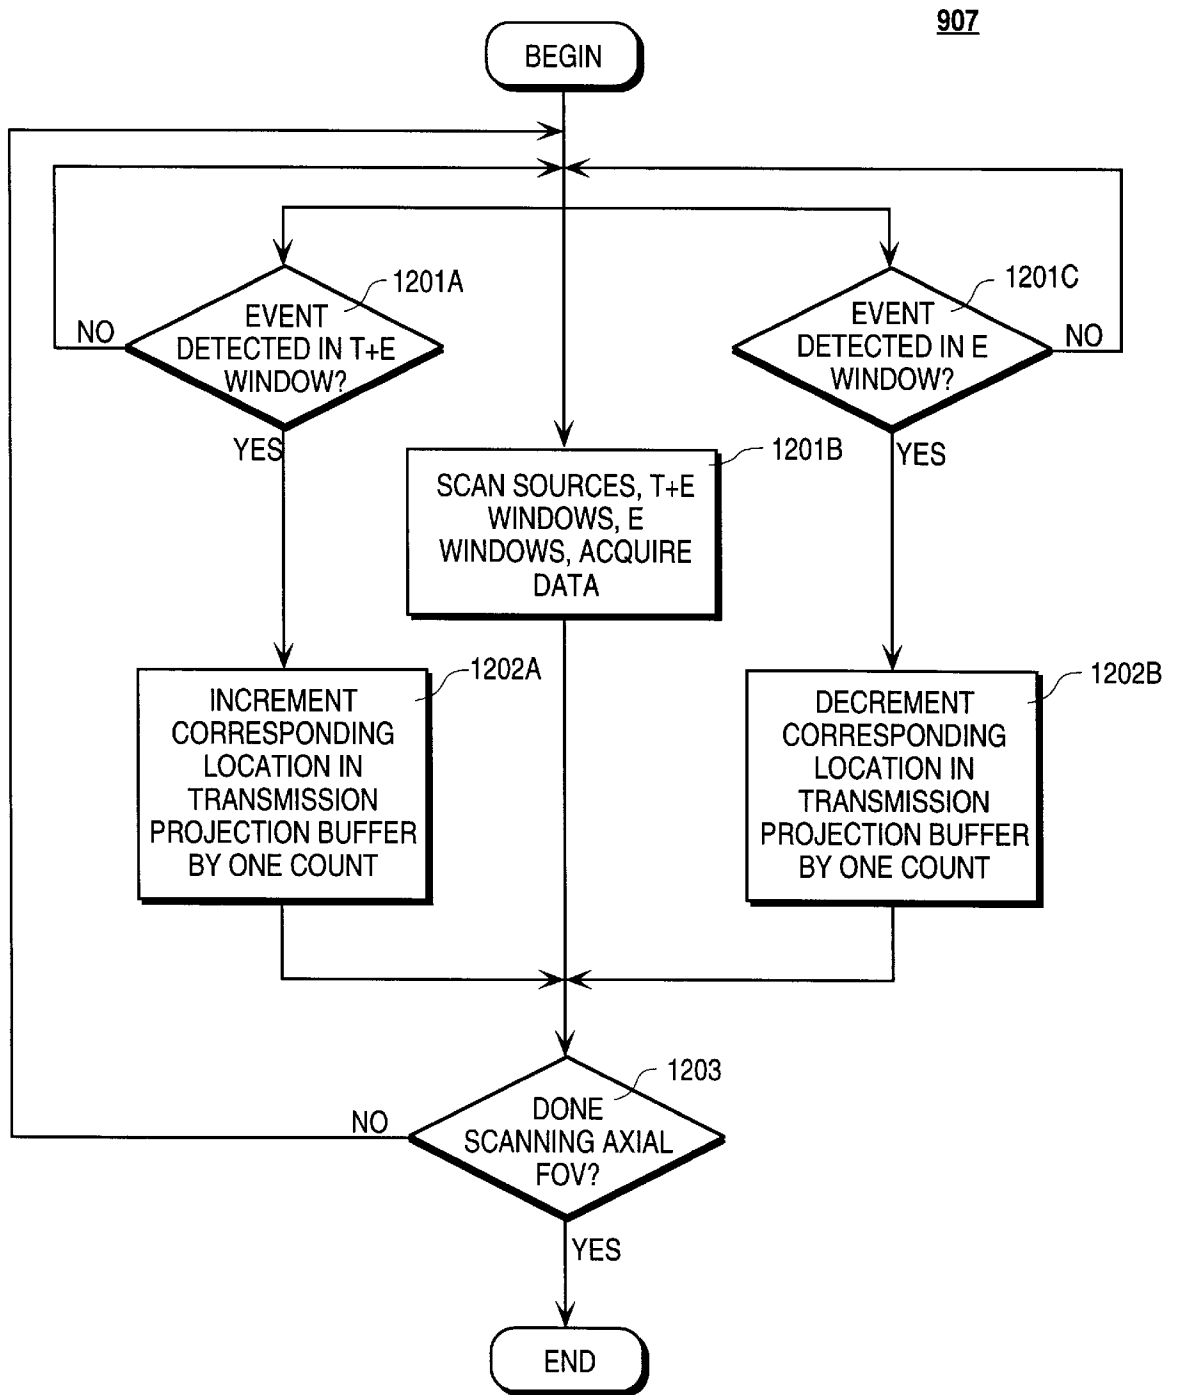 907
BEGIN
1201A
EVENT
DETECTED IN T+E
WINDOW?
NO
YES
1201C
EVENT
DETECTED IN E
WINDOW?
NO
YES
1201B
SCAN SOURCES, T+E
WINDOWS, E
WINDOWS, ACQUIRE
DATA
1202A
INCREMENT
CORRESPONDING
LOCATION IN
TRANSMISSION
PROJECTION BUFFER
BY ONE COUNT
1202B
DECREMENT
CORRESPONDING
LOCATION IN
TRANSMISSION
PROJECTION BUFFER
BY ONE COUNT
1203
DONE
SCANNING AXIAL
FOV?
NO
YES
END